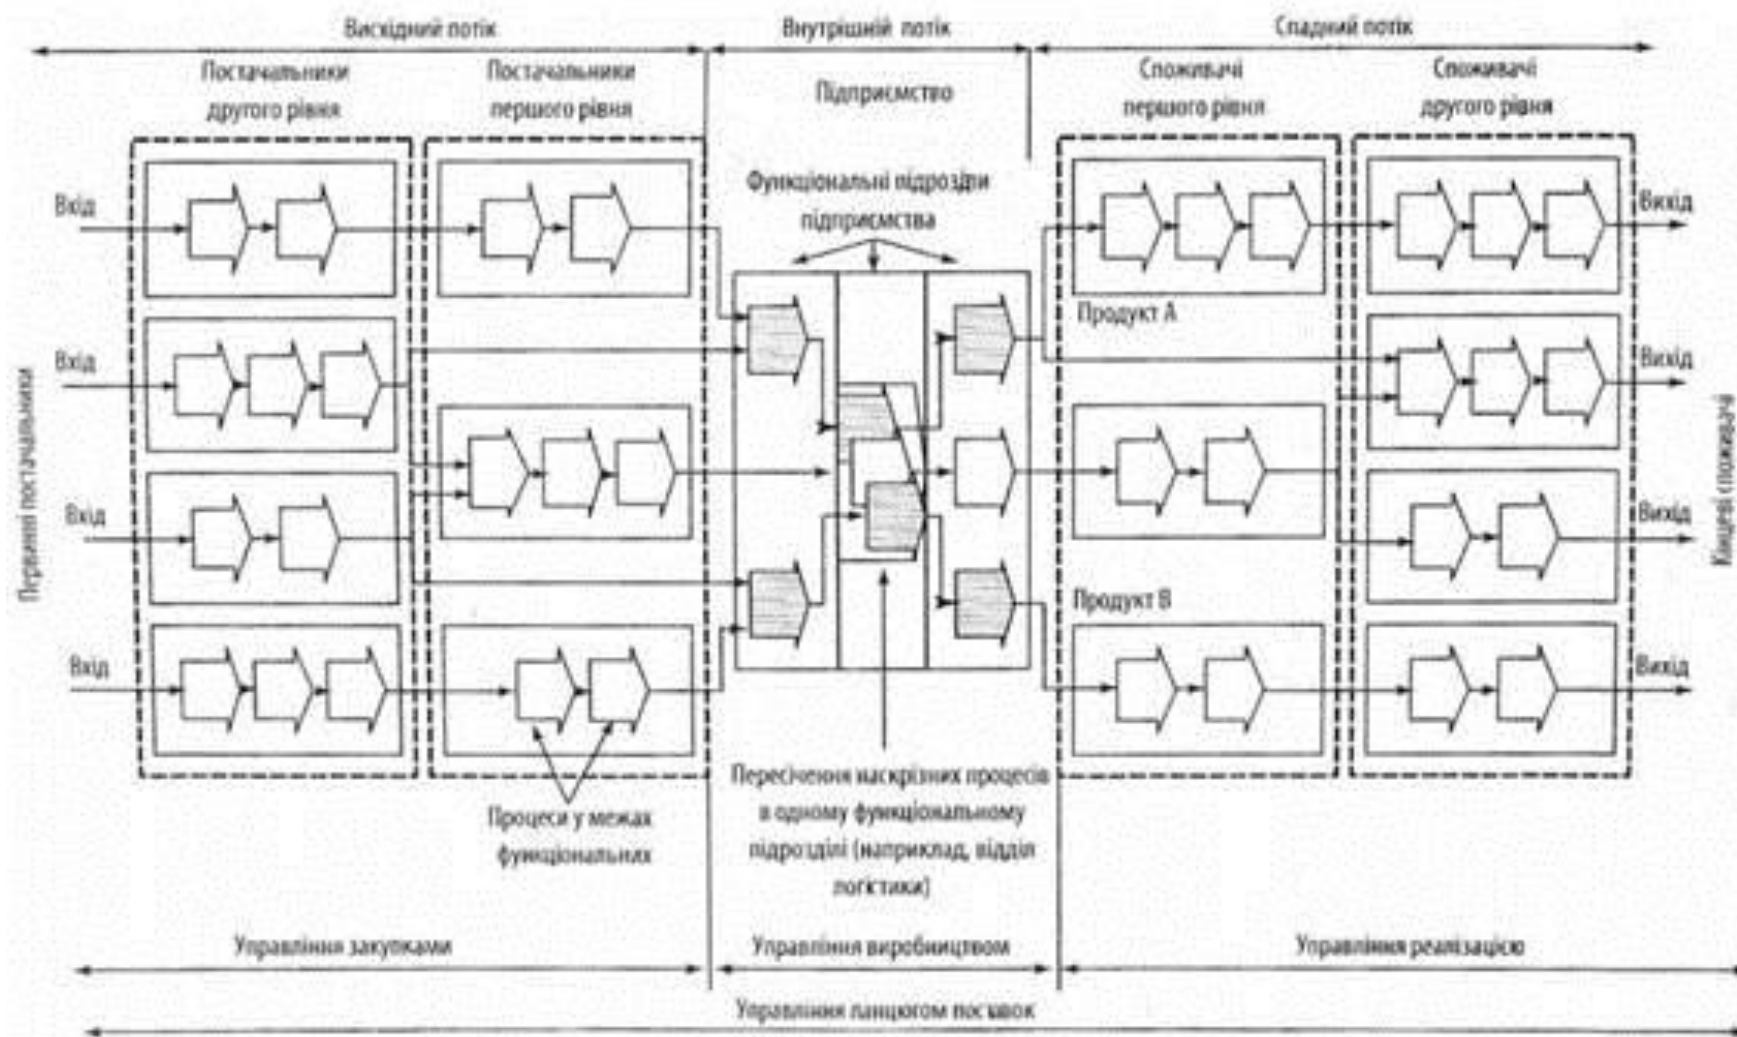 Висхідний потік
Внутрішній потік
Спадний потік
Постачальники
другого рівня
Постачальники
першого рівня
Підприємство
Споживачі
першого рівня
Споживачі
другого рівня
Функціональні підрозділи
підприємства
Вхід
Вхід
Вхід
Вхід
Первинні постачальники
Продукт А
Продукт В
Вихід
Вихід
Вихід
Вихід
Кінцеві споживачі
Процеси у межах
функціональних
Пересічення наскрізних процесів
в одному функціональному
підрозділі (наприклад, відділ
логістики)
Управління закупками
Управління виробництвом
Управління реалізацією
Управління ланцюгом поставок